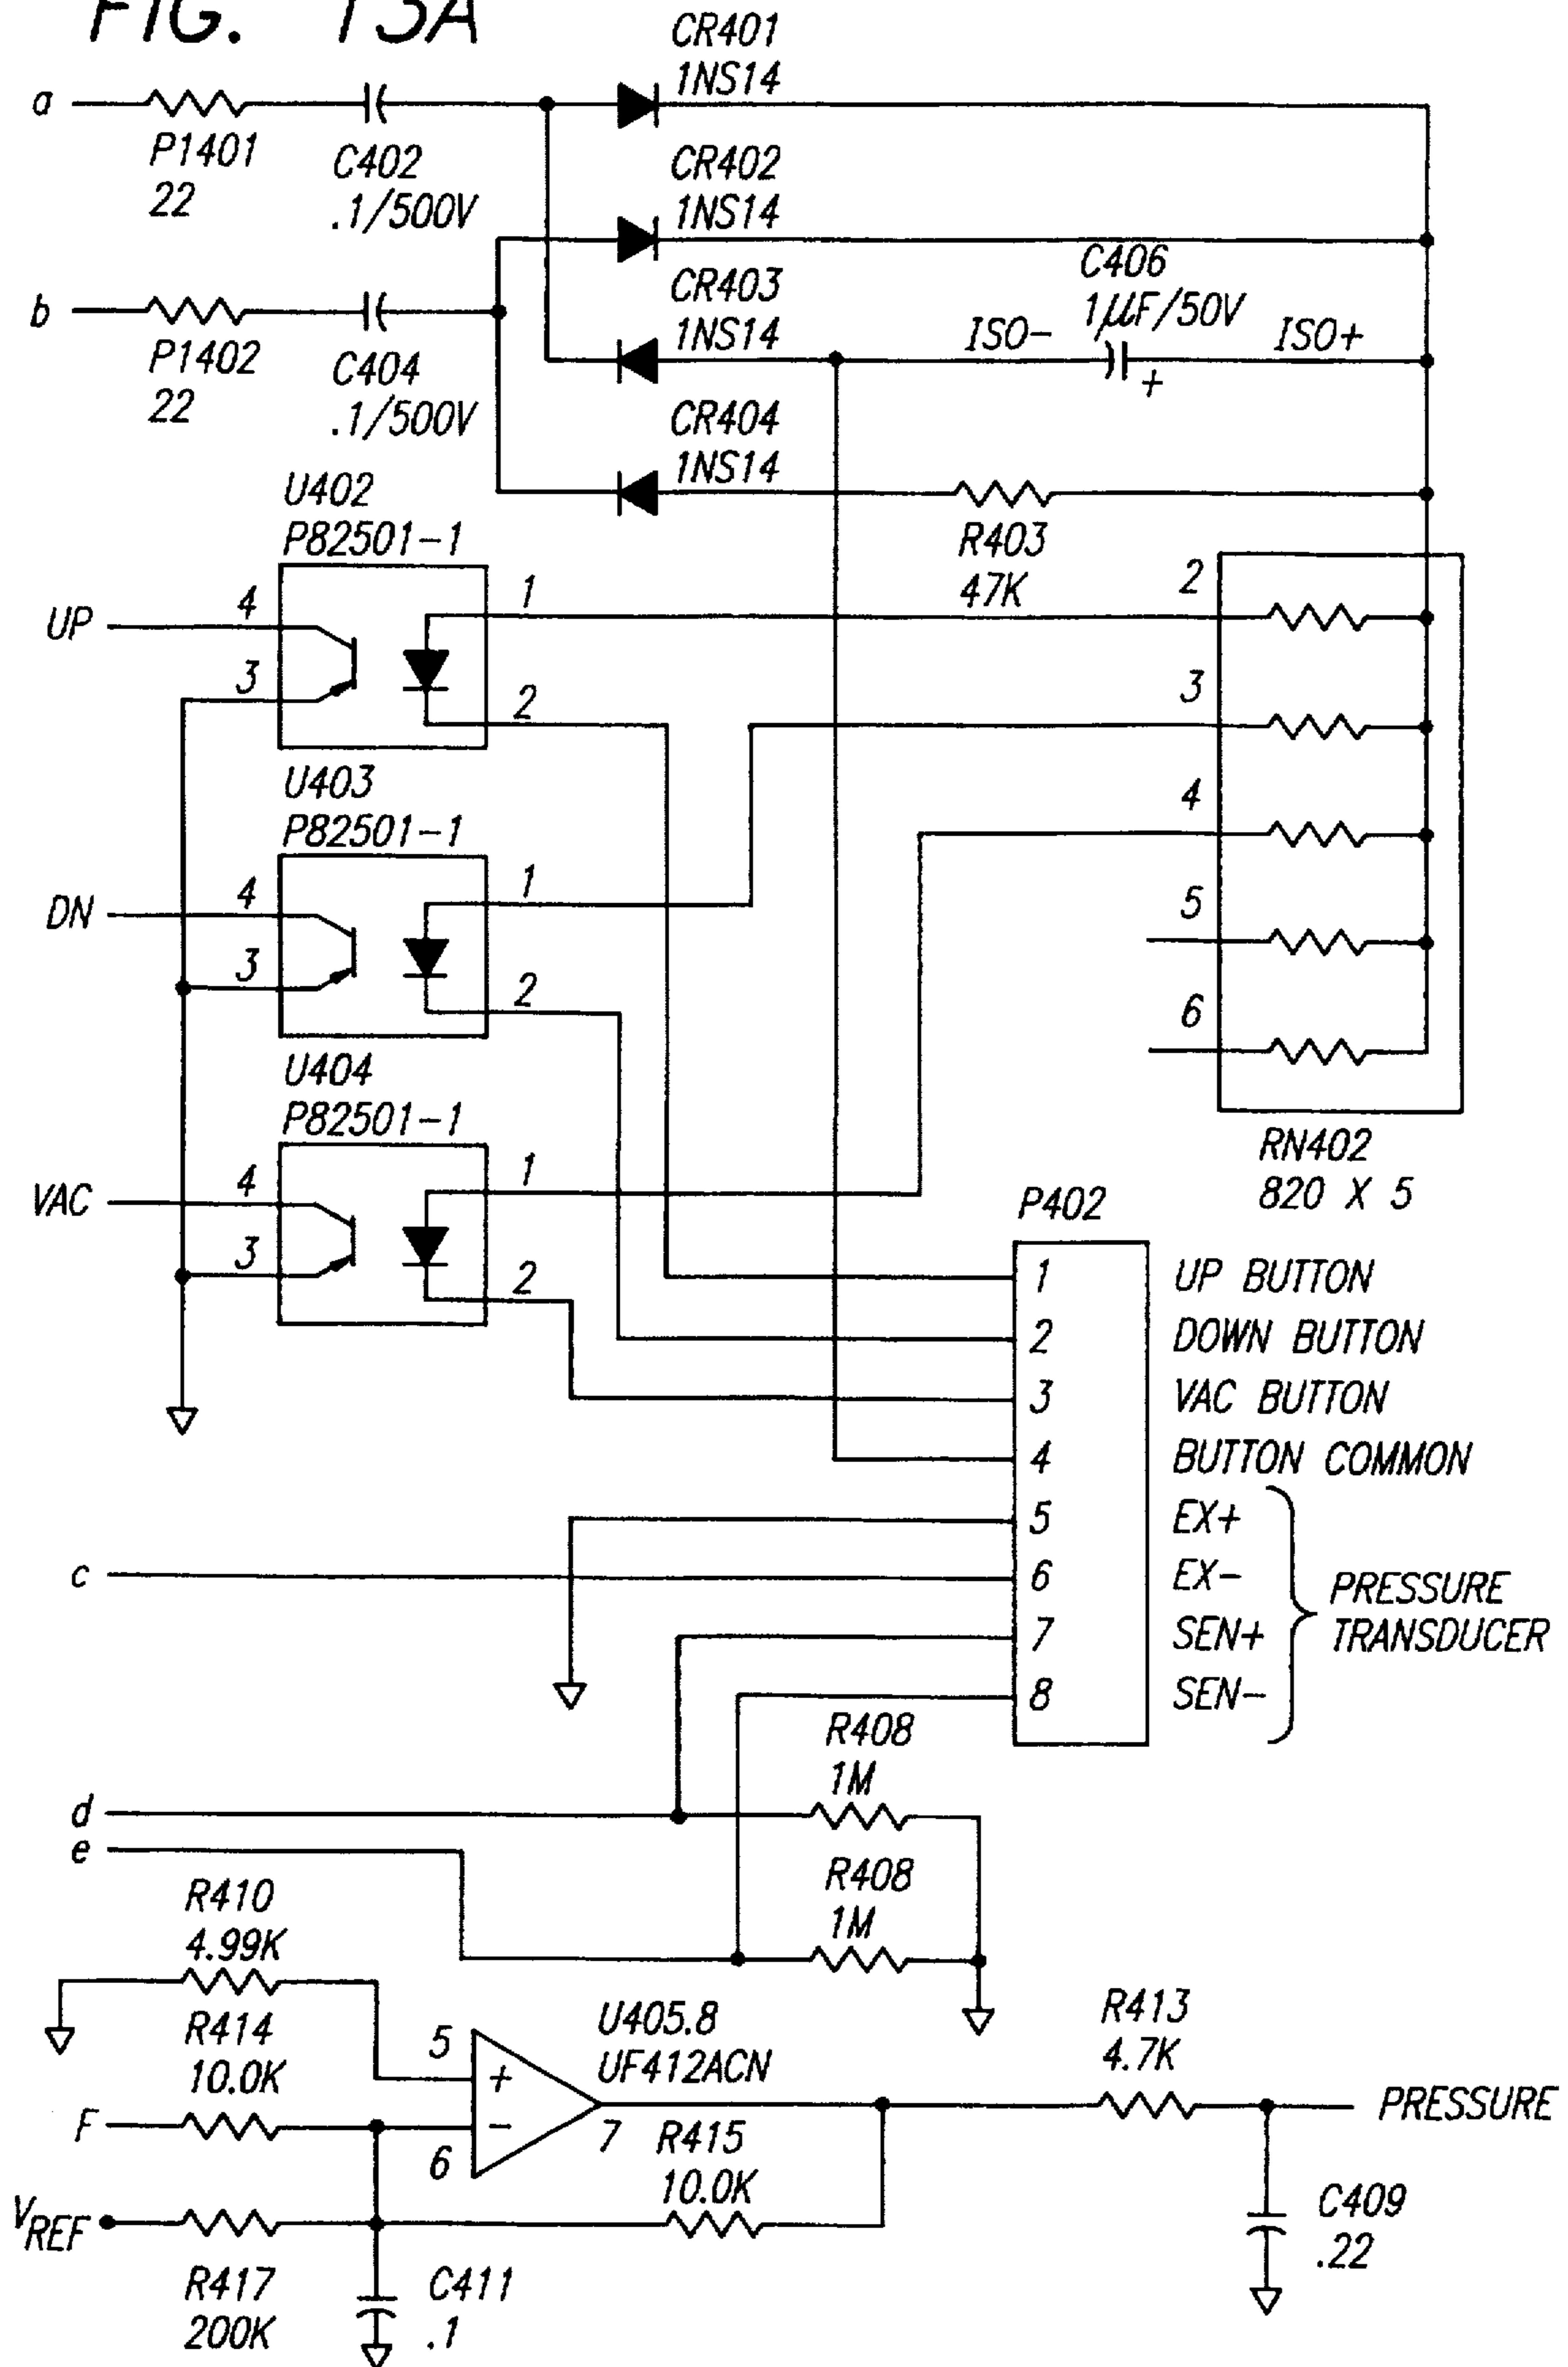 FIG. 13A
a
P1401
22
C402
.1/500V
CR401
1NS14
CR402
1NS14
b
P1402
22
C404
.1/500V
CR403
1NS14
ISO-
C406
1µF/50V
+
ISO+
CR404
1NS14
R403
47K
U402
P82501-1
UP
4
3
1
2
U403
P82501-1
DN
4
3
1
2
U404
P82501-1
VAC
4
3
1
2
2
3
4
5
6
RN402
820 X 5
P402
1 UP BUTTON
2 DOWN BUTTON
3 VAC BUTTON
4 BUTTON COMMON
5 EX+
6 EX-
7 SEN+
8 SEN-
PRESSURE
TRANSDUCER
c
d
e
R408
1M
R408
1M
R410
4.99K
R414
10.0K
F
VREF
R417
200K
C411
.1
5
+
-
6
U405.8
UF412ACN
7
R415
10.0K
R413
4.7K
PRESSURE
C409
.22